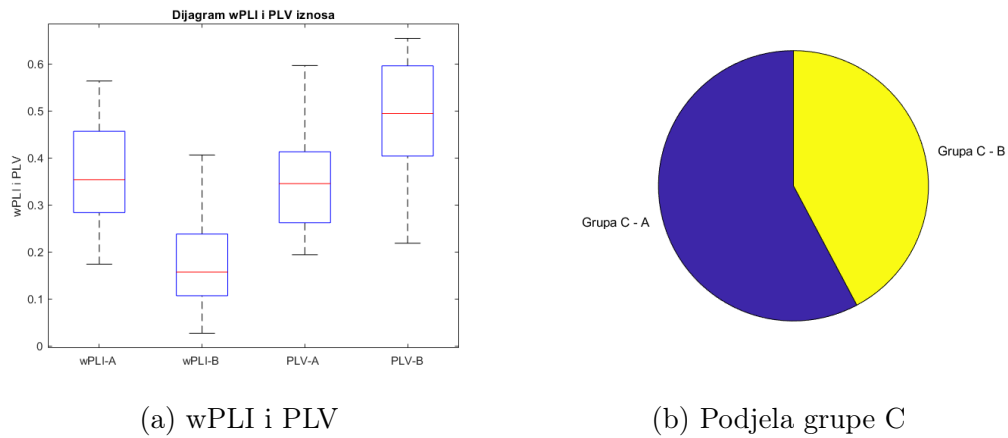 Dijagram wPLI i PLV iznosa
wPLI i PLV
0.6
0.5
0.4
0.3
0.2
0.1
0
wPLI-A
wPLI-B
PLV-A
PLV-B
(a) wPLI i PLV
Grupa C - B
Grupa C - A
(b) Podjela grupe C